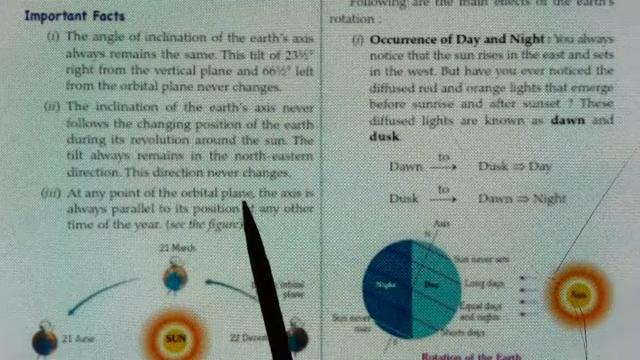 Important Facts
(i) The angle of inclination of the earth's axis
always remains the same. This tilt of 23½°
right from the vertical plane and 66½° left
from the orbital plane never changes.
(ii) The inclination of the earth's axis never
follows the changing position of the earth
during its revolution around the sun. The
tilt always remains in the north-eastern
direction. This direction never changes.
(iii) At any point of the orbital plane, the axis is
always parallel to its position at any other
time of the year. (see the figure)
21 March
orbital
plane
21 June
SUN
22 Decem
Following are the main effects of the earth's
rotation :
(i) Occurrence of Day and Night : You always
notice that the sun rises in the east and sets
in the west. But have you ever noticed the
diffused red and orange lights that emerge
before sunrise and after sunset ? These
diffused lights are known as dawn and
dusk.
Dawn to → Dusk ⇒ Day
Dusk to → Dawn ⇒ Night
Axis
N
Sun never sets
Night
Day
Long days
Equal days
and nights
Sun never
rises
Shorts days
S
Sun
Rotation of the Earth